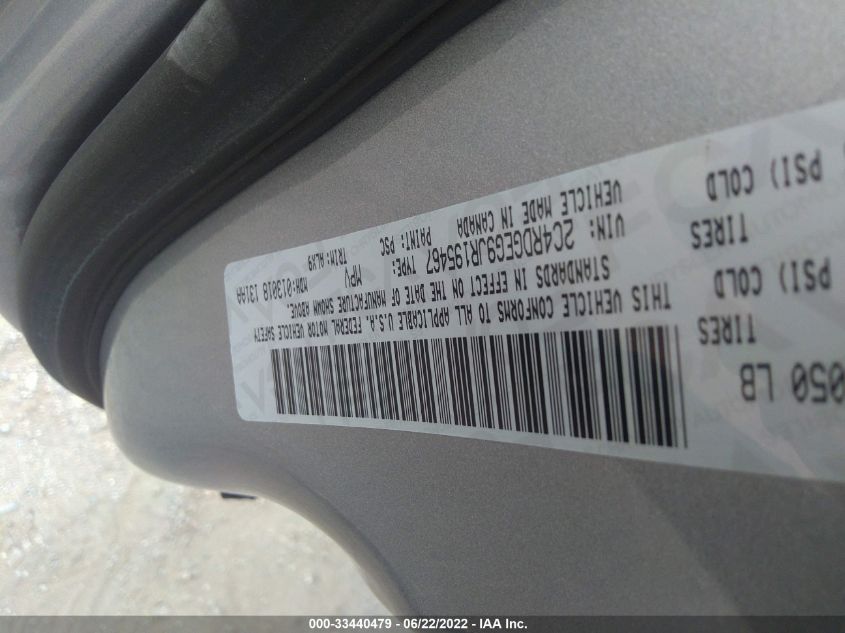 050 LB
TIRES
PSI) COLD
TIRES
PSI) COLD
THIS VEHICLE CONFORMS TO ALL APPLICABLE U.S.A. FEDERAL MOTOR VEHICLE SAFETY
STANDARDS IN EFFECT ON THE DATE OF MANUFACTURE SHOWN ABOVE.
VIN: 2C4RDGEG9JR195467 TYPE: MPV MDH:013018 131AA
VEHICLE MADE IN CANADA PAINT: PSC TRIM:ALX9
000-33440479 - 06/22/2022 - IAA Inc.